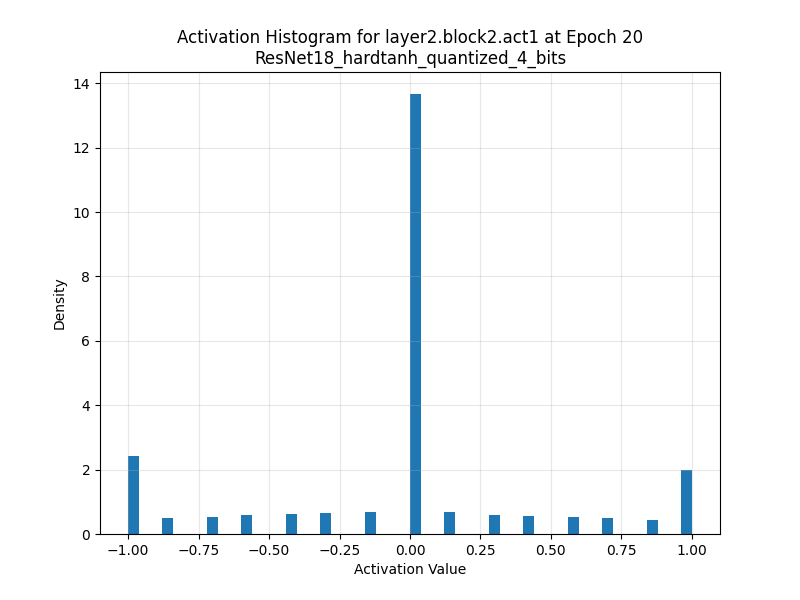 Activation Histogram for layer2.block2.act1 at Epoch 20
ResNet18_hardtanh_quantized_4_bits
14
12
10
8
6
4
2
0
Density
−1.00 −0.75 −0.50 −0.25 0.00 0.25 0.50 0.75 1.00
Activation Value